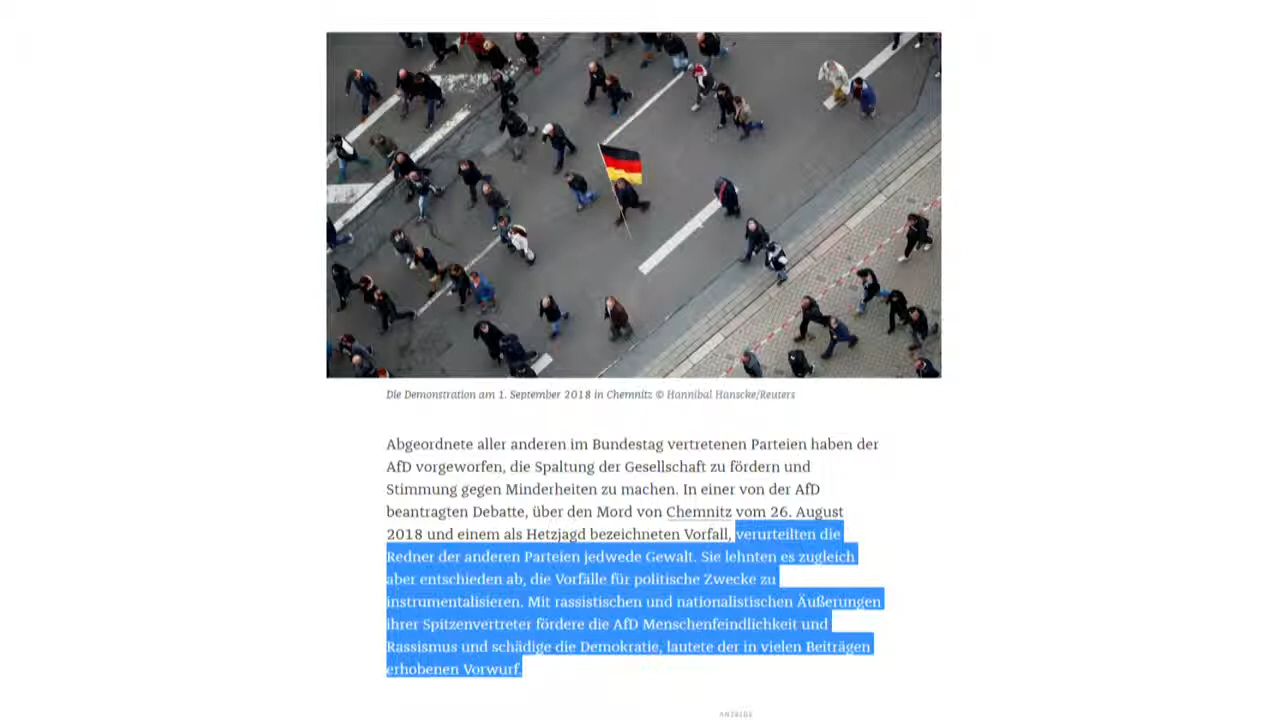 Die Demonstration am 1. September 2018 in Chemnitz © Hannibal Hanscke/Reuters
Abgeordnete aller anderen im Bundestag vertretenen Parteien haben der
AfD vorgeworfen, die Spaltung der Gesellschaft zu fördern und
Stimmung gegen Minderheiten zu machen. In einer von der AfD
beantragten Debatte, über den Mord von Chemnitz vom 26. August
2018 und einem als Hetzjagd bezeichneten Vorfall, verurteilten die
Redner der anderen Parteien jedwede Gewalt. Sie lehnten es zugleich
aber entschieden ab, die Vorfälle für politische Zwecke zu
instrumentalisieren. Mit rassistischen und nationalistischen Äußerungen
ihrer Spitzenvertreter fördere die AfD Menschenfeindlichkeit und
Rassismus und schädige die Demokratie, lautete der in vielen Beiträgen
erhobenen Vorwurf.
ANZEIGE